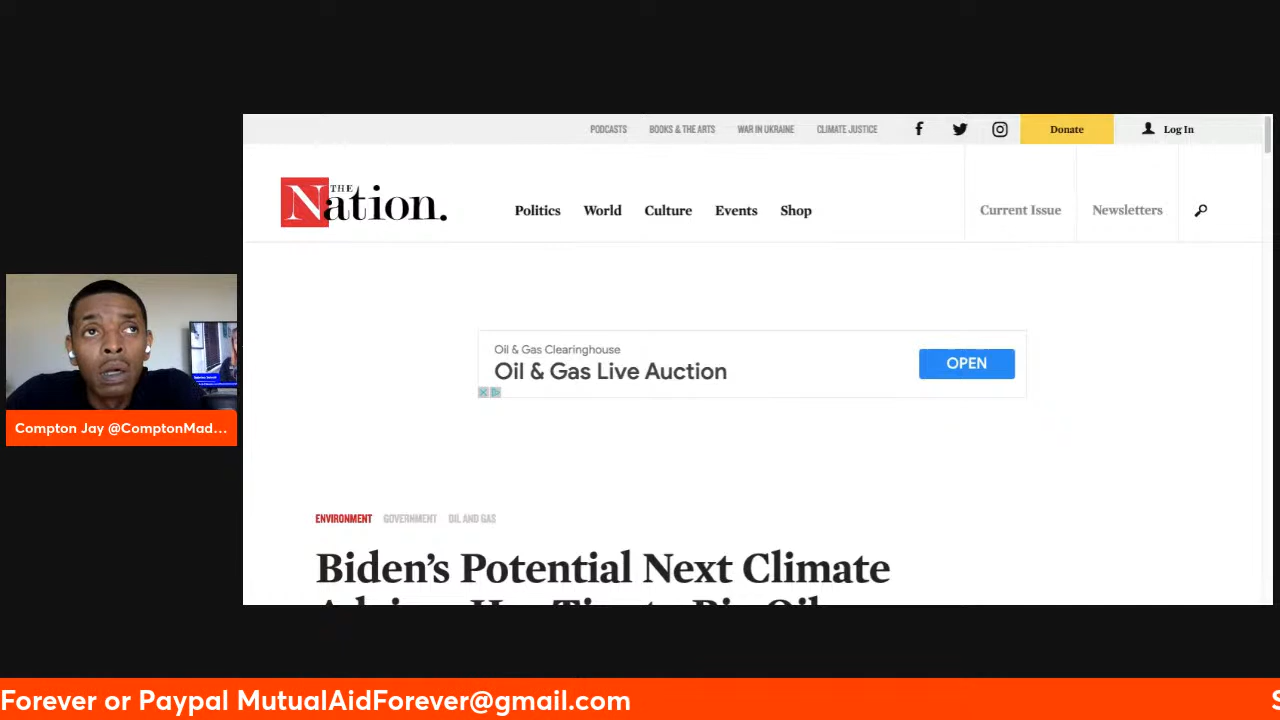 PODCASTS BOOKS & THE ARTS WAR IN UKRAINE CLIMATE JUSTICE Donate Log In
THE Nation.
Politics World Culture Events Shop Current Issue Newsletters
Oil & Gas Clearinghouse
Oil & Gas Live Auction
OPEN
Compton Jay @ComptonMad...
ENVIRONMENT GOVERNMENT OIL AND GAS
Biden's Potential Next Climate
Forever or Paypal MutualAidForever@gmail.com